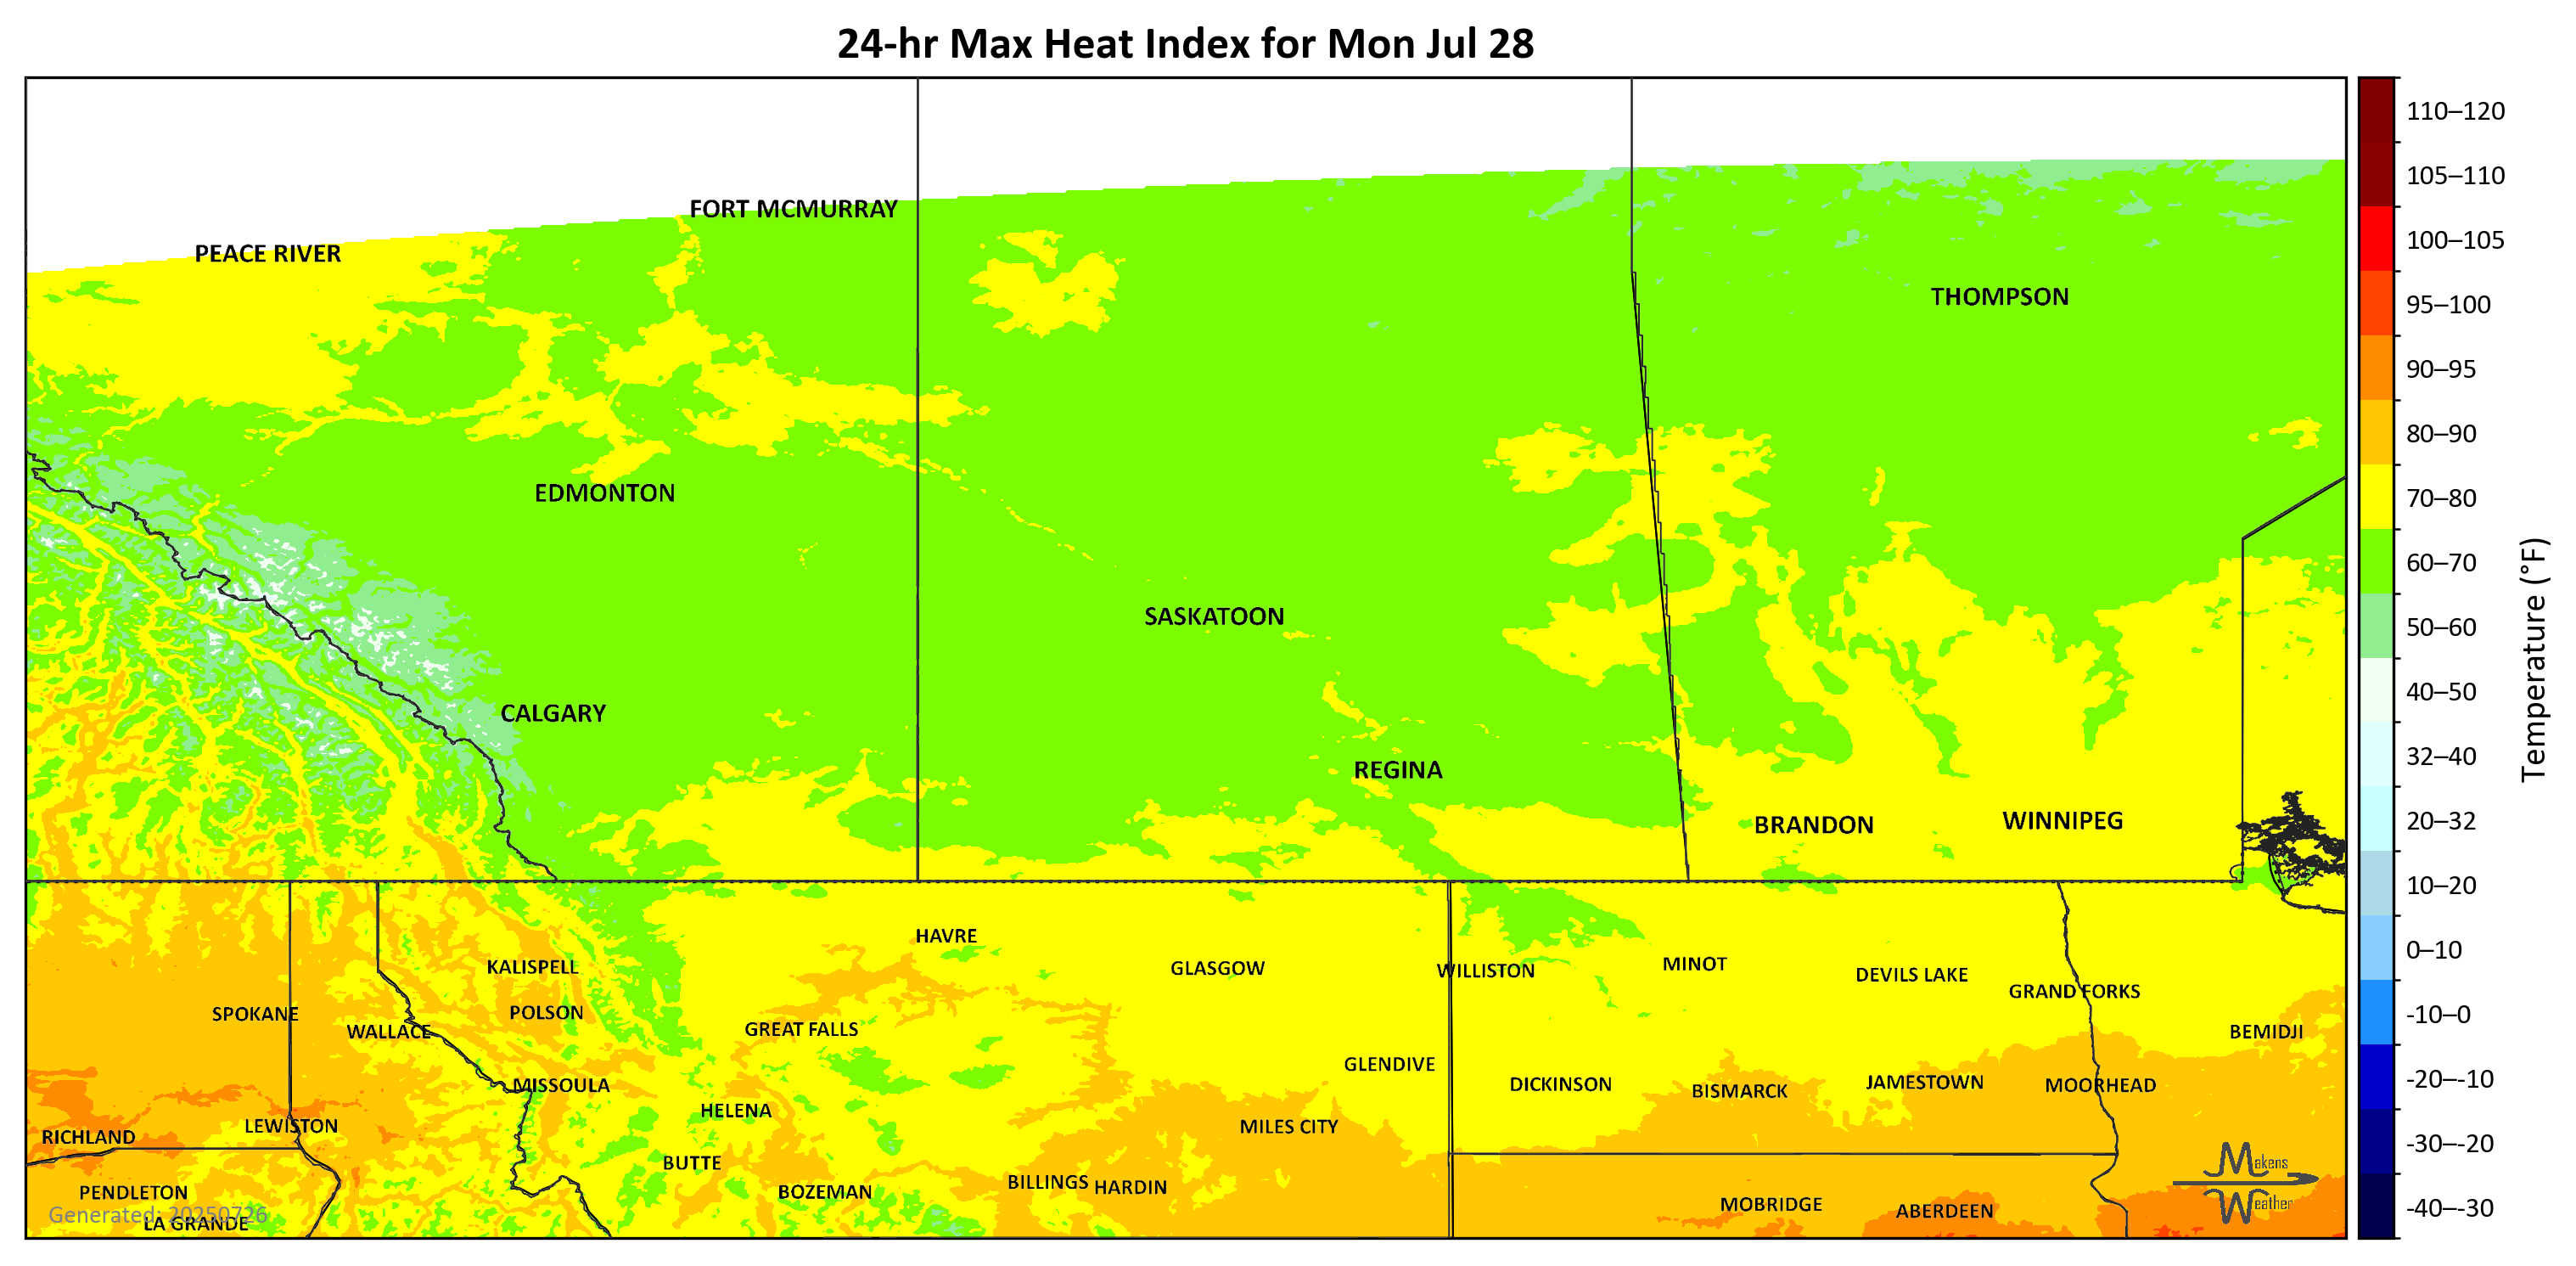 24-hr Max Heat Index for Mon Jul 28
FORT MCMURRAY
PEACE RIVER
THOMPSON
EDMONTON
SASKATOON
CALGARY
REGINA
BRANDON
WINNIPEG
HAVRE
KALISPELL
GLASGOW
WILLISTON
MINOT
DEVILS LAKE
GRAND FORKS
SPOKANE
POLSON
WALLACE
GREAT FALLS
BEMIDJI
GLENDIVE
MISSOULA
DICKINSON
BISMARCK
JAMESTOWN
MOORHEAD
HELENA
LEWISTON
MILES CITY
RICHLAND
BUTTE
PENDLETON
BOZEMAN
BILLINGS
HARDIN
MOBRIDGE
ABERDEEN
Generated: 20250726
LA GRANDE
Makens
Weather
110–120
105–110
100–105
95–100
90–95
80–90
70–80
60–70
50–60
40–50
32–40
20–32
10–20
0–10
-10–0
-20–-10
-30–-20
-40–-30
Temperature (°F)